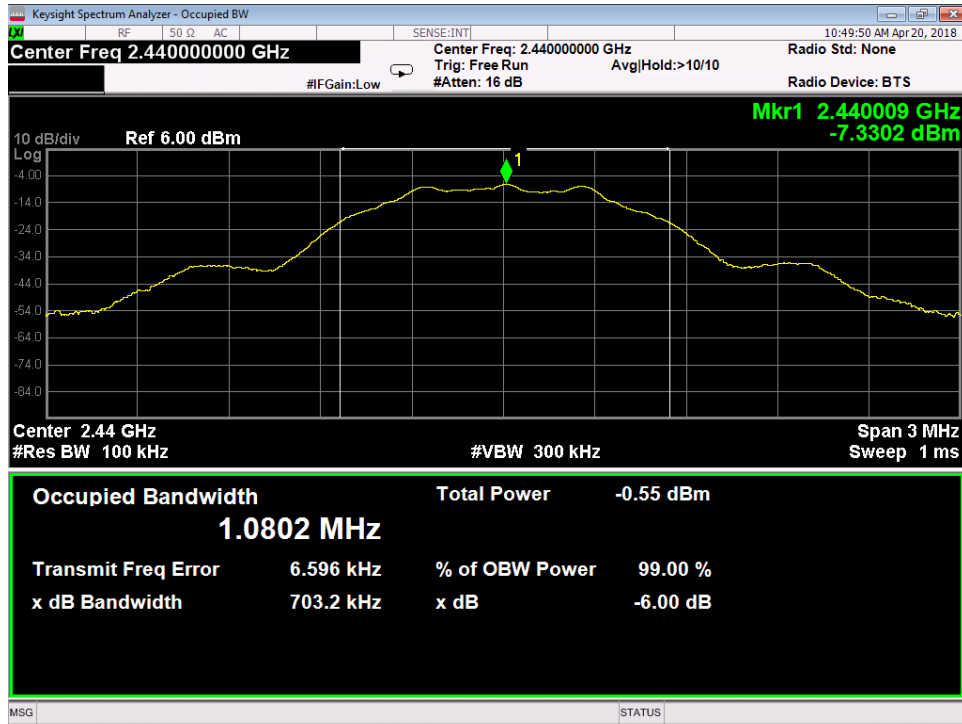 Keysight Spectrum Analyzer - Occupied BW
LXI RF 50 Ω AC SENSE:INT 10:49:50 AM Apr 20, 2018
Center Freq 2.440000000 GHz Center Freq: 2.440000000 GHz Radio Std: None
Trig: Free Run Avg|Hold:>10/10
#IFGain:Low #Atten: 16 dB Radio Device: BTS
Mkr1 2.440009 GHz
10 dB/div Ref 6.00 dBm -7.3302 dBm
Log
1
-4.00
-14.0
-24.0
-34.0
-44.0
-54.0
-64.0
-74.0
-84.0
Center 2.44 GHz Span 3 MHz
#Res BW 100 kHz #VBW 300 kHz Sweep 1 ms
Occupied Bandwidth Total Power -0.55 dBm
1.0802 MHz
Transmit Freq Error 6.596 kHz % of OBW Power 99.00 %
x dB Bandwidth 703.2 kHz x dB -6.00 dB
MSG STATUS